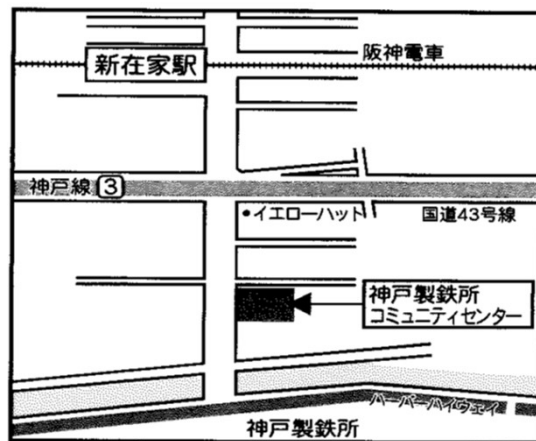 阪神電車
新在家駅
神戸線 3
•イエローハット
国道43号線
神戸製鉄所
コミュニティセンター
ハーバーハイウェイ
神戸製鉄所